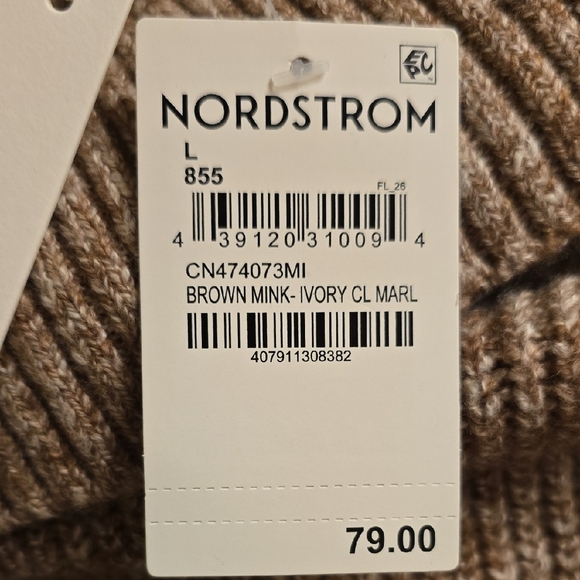 EPC
NORDSTROM
L
855
FL_26
4 39120 31009 4
CN474073MI
BROWN MINK- IVORY CL MARL
407911308382
79.00